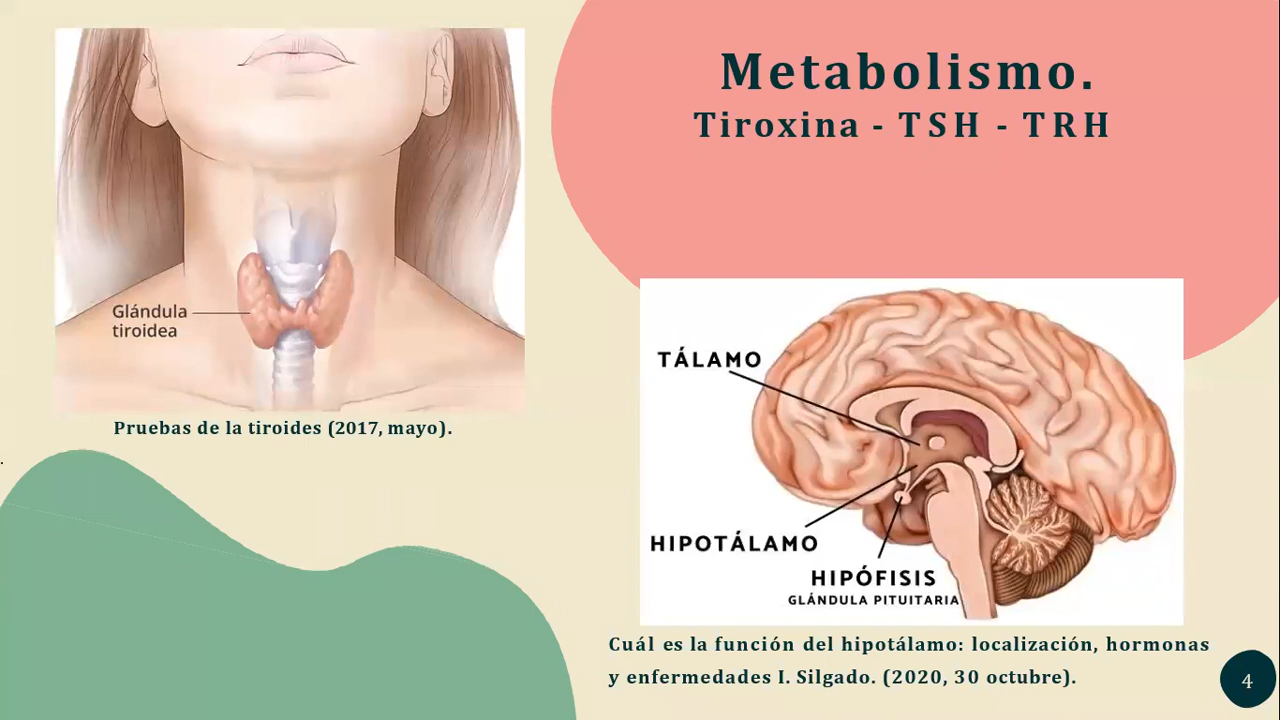 Metabolismo.
Tiroxina - TSH - TRH
Glándula
tiroidea
Pruebas de la tiroides (2017, mayo).
TÁLAMO
HIPOTÁLAMO
HIPÓFISIS
GLÁNDULA PITUITARIA
Cuál es la función del hipotálamo: localización, hormonas
y enfermedades I. Silgado. (2020, 30 octubre).
4